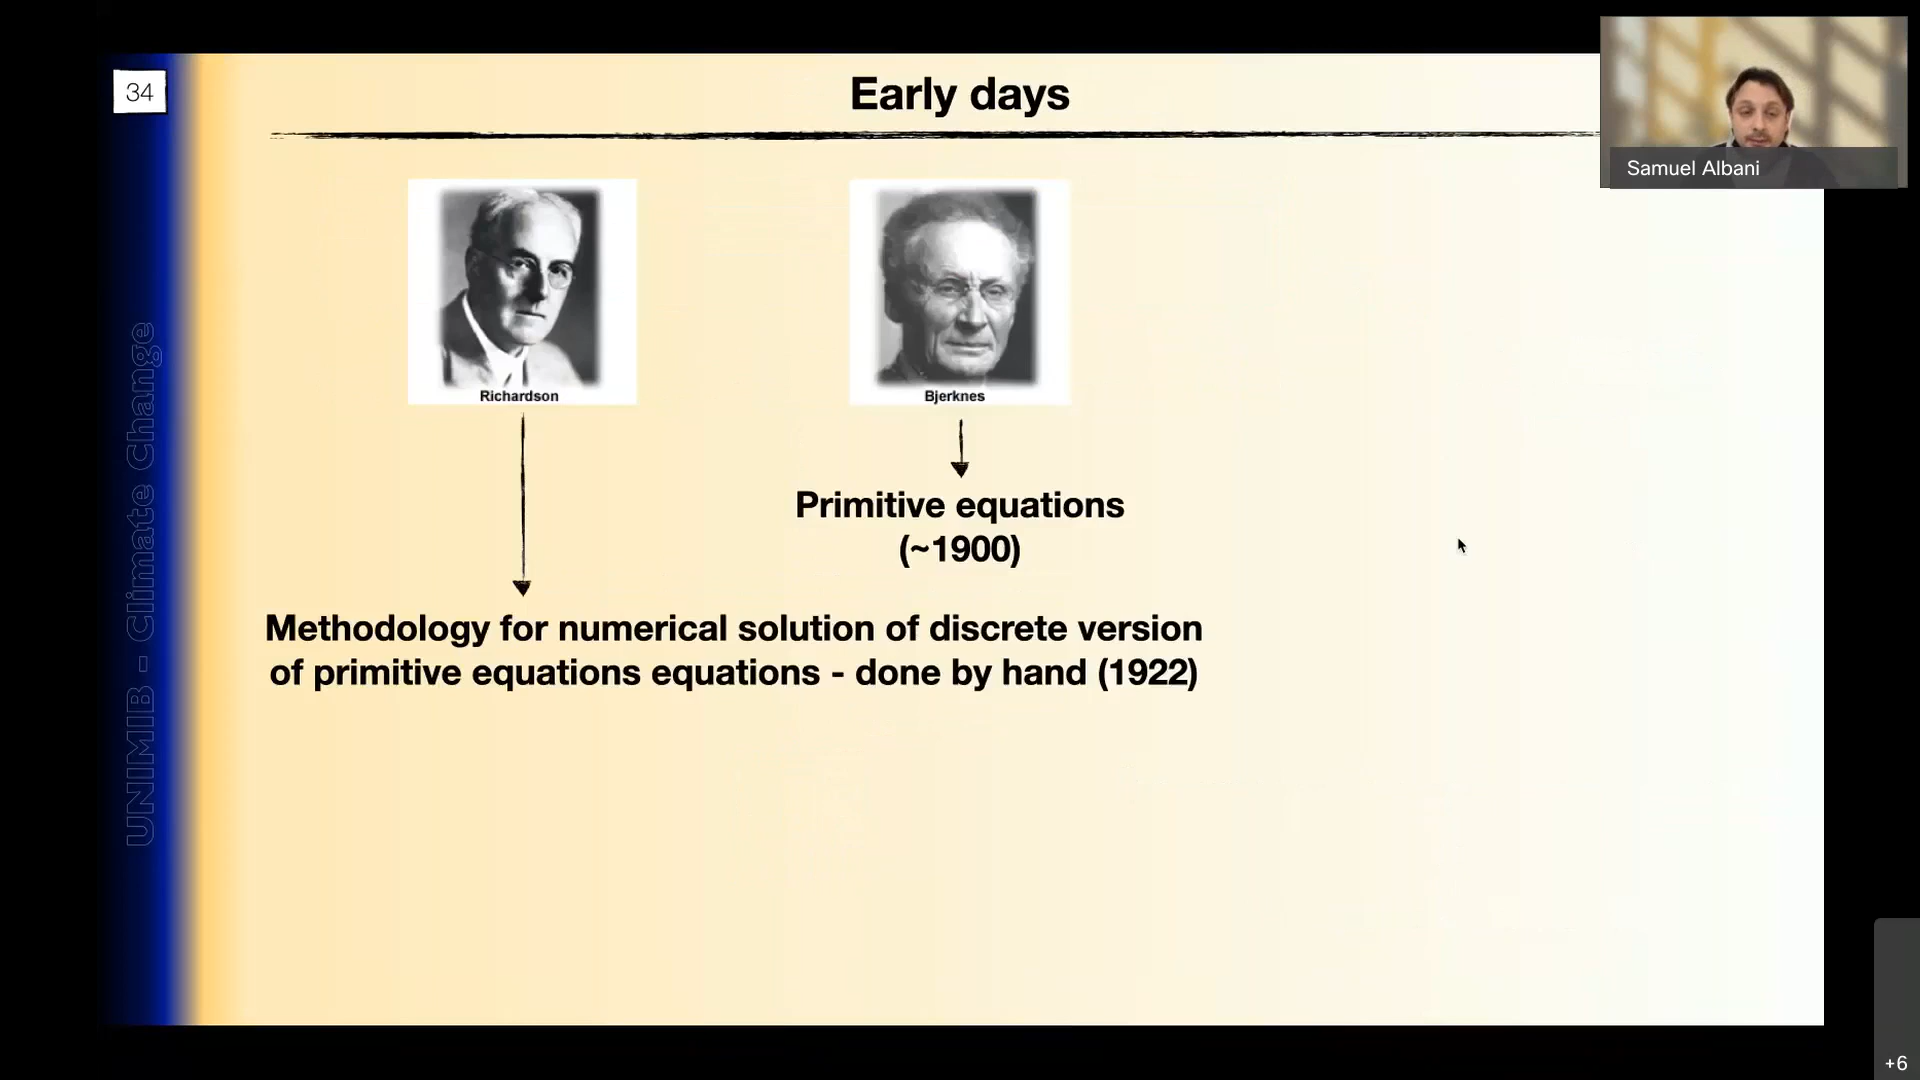 34
Early days
Samuel Albani
Richardson
Bjerknes
Primitive equations
(~1900)
Methodology for numerical solution of discrete version
of primitive equations equations - done by hand (1922)
UNIMIB - Climate Change
+6